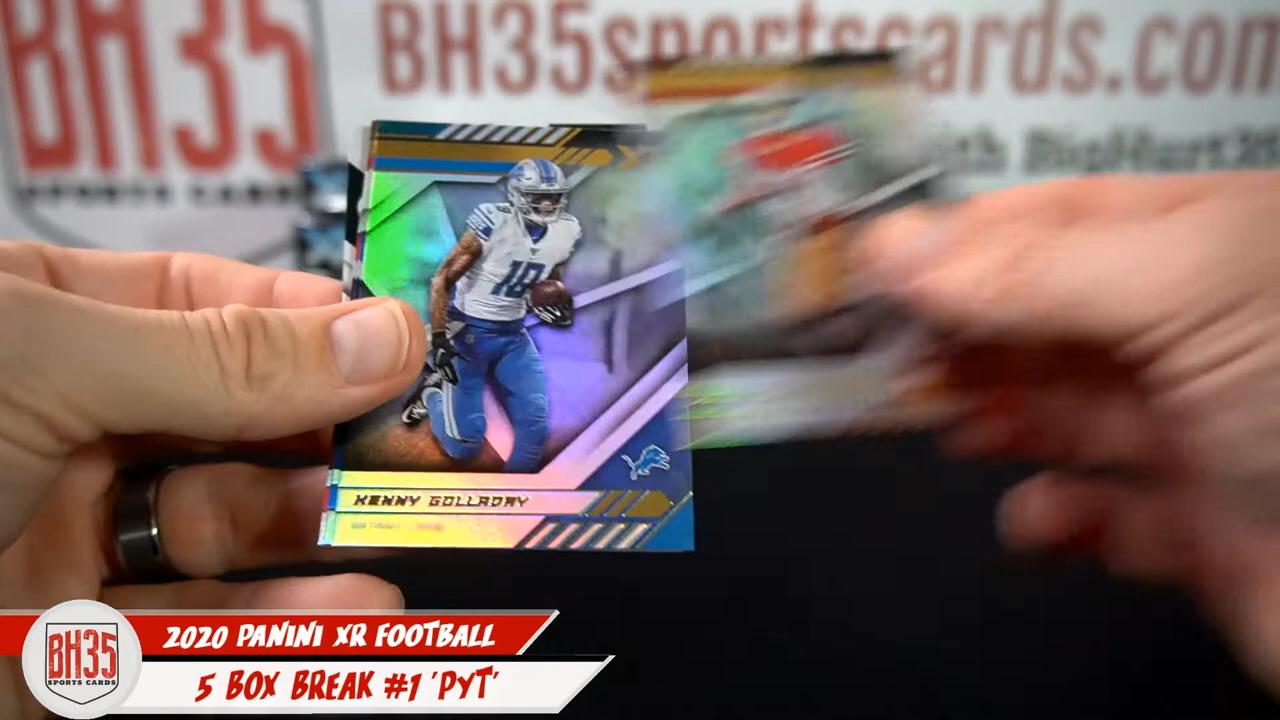 BH35
SPORTS CARDS
BH35sportscards.com
KENNY GOLLADAY
BH35
SPORTS CARDS
2020 PANINI XR FOOTBALL
5 BOX BREAK #1 'PYT'